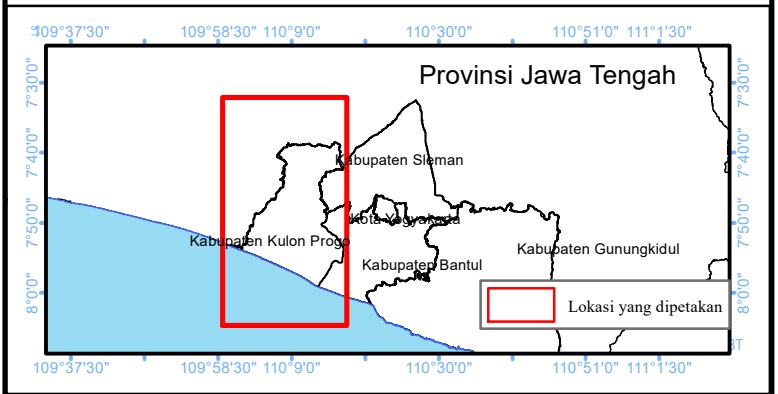 109°37'30" 109°58'30" 110°9'0" 110°30'0" 110°51'0" 111°1'30"
7°30'0" 7°30'0"
Provinsi Jawa Tengah
7°40'0" 7°40'0"
Kabupaten Sleman
7°50'0" 7°50'0"
Kota Yogyakarta
Kabupaten Kulon Progo
Kabupaten Gunungkidul
Kabupaten Bantul
8°0'0" 8°0'0"
Lokasi yang dipetakan
BT
109°37'30" 109°58'30" 110°9'0" 110°30'0" 110°51'0" 111°1'30"